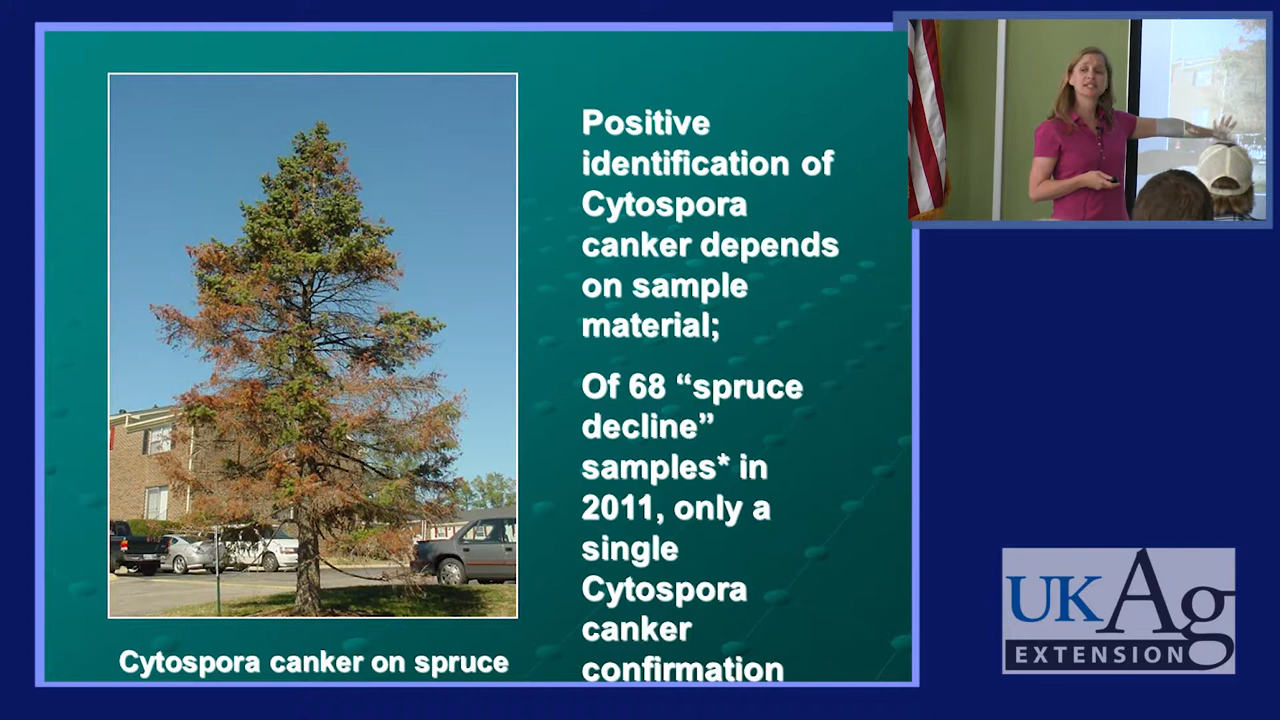 Positive
identification of
Cytospora
canker depends
on sample
material;
Of 68 “spruce
decline”
samples* in
2011, only a
single
Cytospora
canker
confirmation
Cytospora canker on spruce
UKAg
EXTENSION